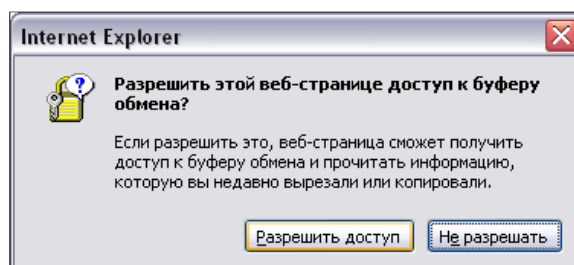 Internet Explorer
Разрешить этой веб-странице доступ к буферу
обмена?
Если разрешить это, веб-страница сможет получить
доступ к буферу обмена и прочитать информацию,
которую вы недавно вырезали или копировали.
Разрешить доступ Не разрешать